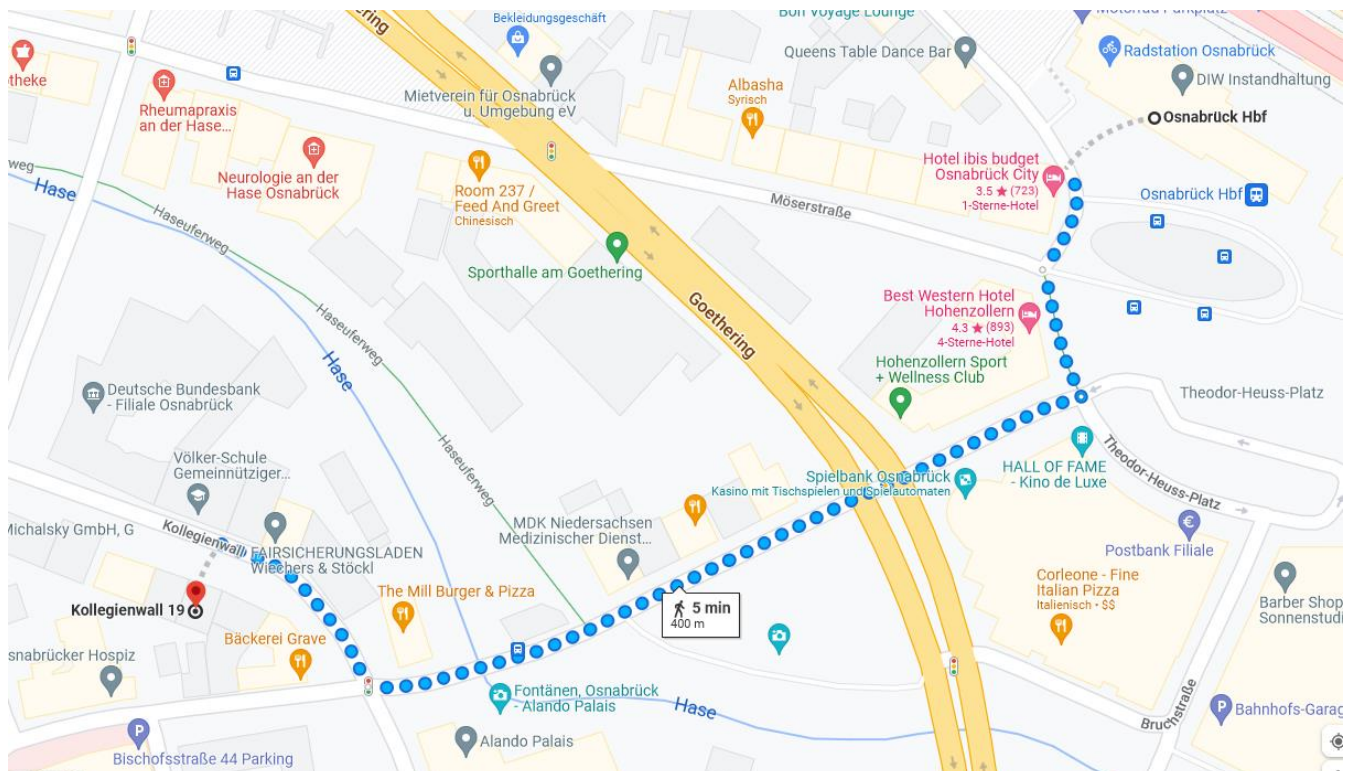 Bekleidungsgeschäft
Bon Voyage Lounge
Motorrad Parkplatz
Queens Table Dance Bar
Radstation Osnabrück
DIW Instandhaltung
Rheumapraxis
an der Hase...
Mietverein für Osnabrück
u. Umgebung eV
Albasha
Syrisch
Osnabrück Hbf
Neurologie an der
Hase Osnabrück
Hase
Room 237 /
Feed And Greet
Chinesisch
Hotel ibis budget
Osnabrück City
3.5 ★ (723)
1-Sterne-Hotel
Osnabrück Hbf
Möserstraße
Haseuferweg
Sporthalle am Goethering
Goethering
Best Western Hotel
Hohenzollern
4.3 ★ (893)
4-Sterne-Hotel
Haseuferweg
Hase
Hohenzollern Sport
+ Wellness Club
Theodor-Heuss-Platz
Deutsche Bundesbank
- Filiale Osnabrück
Haseuferweg
Völker-Schule
Gemeinnütziger...
Theodor-Heuss-Platz
HALL OF FAME
- Kino de Luxe
Spielbank Osnabrück
Kasino mit Tischspielen und Spielautomaten
MDK Niedersachsen
Medizinischer Dienst...
Michalsky GmbH, G
Kollegienwall
FAIRSICHERUNGSLADEN
Wiechers & Stöckl
Postbank Filiale
Corleone - Fine
Italian Pizza
Italienisch • $$
Barber Shop
The Mill Burger & Pizza
5 min
400 m
Kollegienwall 19
Bäckerei Grave
Fontänen, Osnabrück
- Alando Palais
Hase
Bruchstraße
Alando Palais
Bischofsstraße 44 Parking